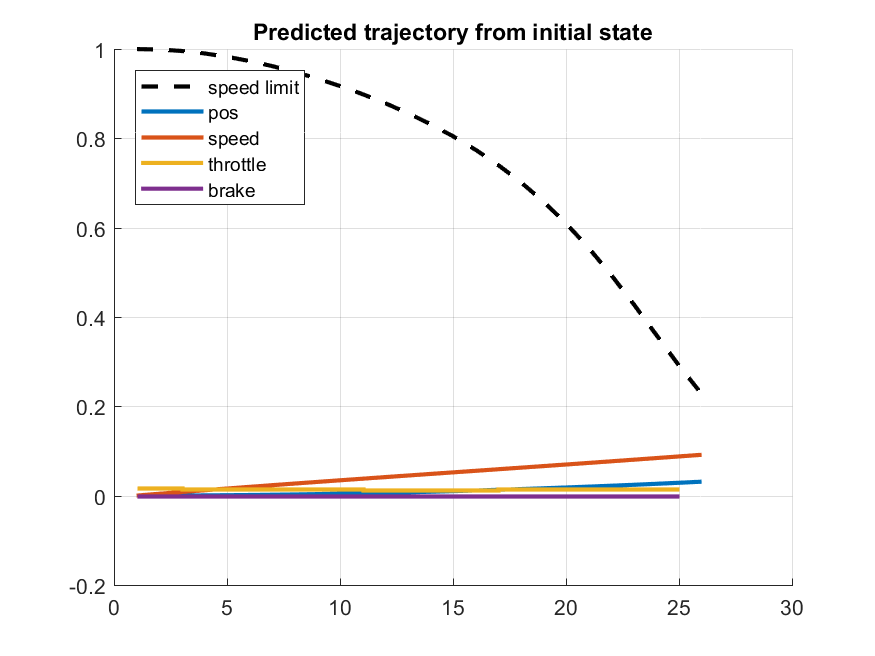 Predicted trajectory from initial state
1
0.8
0.6
0.4
0.2
0
-0.2
speed limit
pos
speed
throttle
brake
0 5 10 15 20 25 30